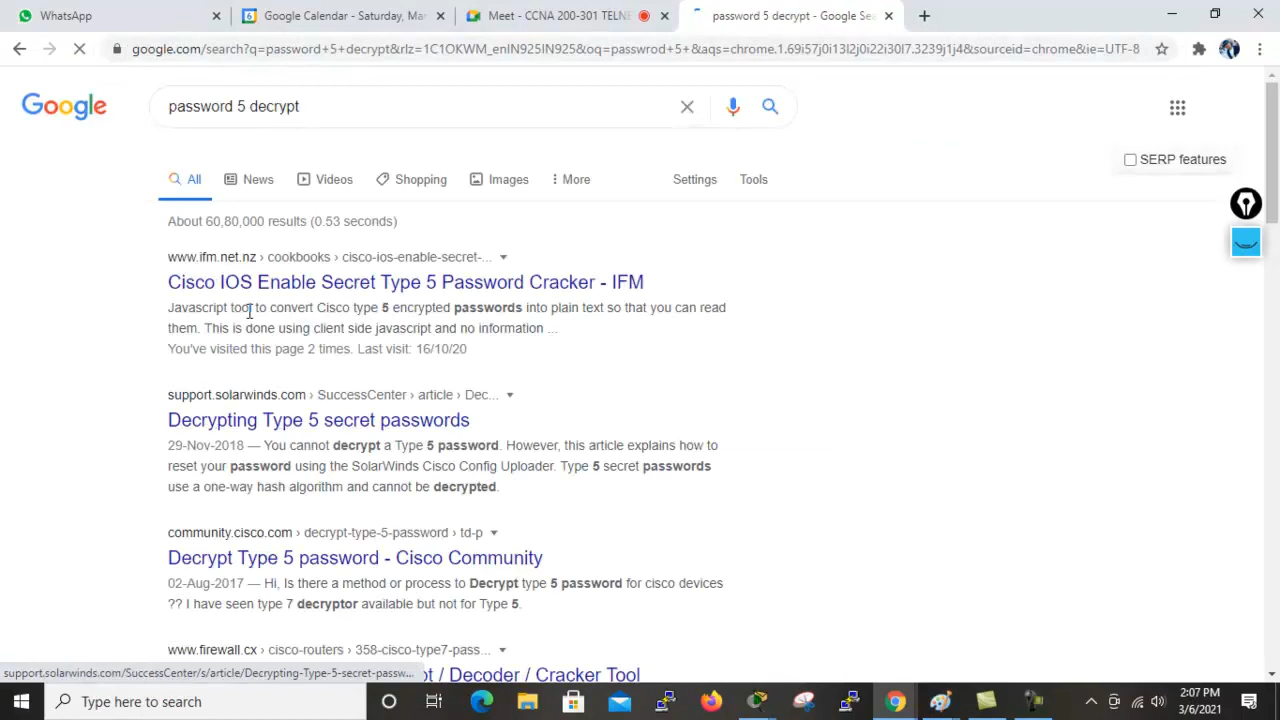 WhatsApp
Google Calendar - Saturday, Ma
Meet - CCNA 200-301 TELNE
password 5 decrypt - Google Se
google.com/search?q=password+5+decrypt&rlz=1C1OKWM_enIN925IN925&oq=passwrod+5+&aqs=chrome.1.69i57j0i13l2j0i22i30l7.3239j1j4&sourceid=chrome&ie=UTF-8
Google
password 5 decrypt
SERP features
All
News
Videos
Shopping
Images
More
Settings
Tools
About 60,80,000 results (0.53 seconds)
www.ifm.net.nz › cookbooks › cisco-ios-enable-secret-...
Cisco IOS Enable Secret Type 5 Password Cracker - IFM
Javascript tool to convert Cisco type 5 encrypted passwords into plain text so that you can read
them. This is done using client side javascript and no information ...
You've visited this page 2 times. Last visit: 16/10/20
support.solarwinds.com › SuccessCenter › article › Dec...
Decrypting Type 5 secret passwords
29-Nov-2018 — You cannot decrypt a Type 5 password. However, this article explains how to
reset your password using the SolarWinds Cisco Config Uploader. Type 5 secret passwords
use a one-way hash algorithm and cannot be decrypted.
community.cisco.com › decrypt-type-5-password › td-p
Decrypt Type 5 password - Cisco Community
02-Aug-2017 — Hi, Is there a method or process to Decrypt type 5 password for cisco devices
?? I have seen type 7 decryptor available but not for Type 5.
www.firewall.cx › cisco-routers › 358-cisco-type7-pass...
/ Decoder / Cracker Tool
support.solarwinds.com/SuccessCenter/s/article/Decrypting-Type-5-secret-passw...
Type here to search
2:07 PM
3/6/2021